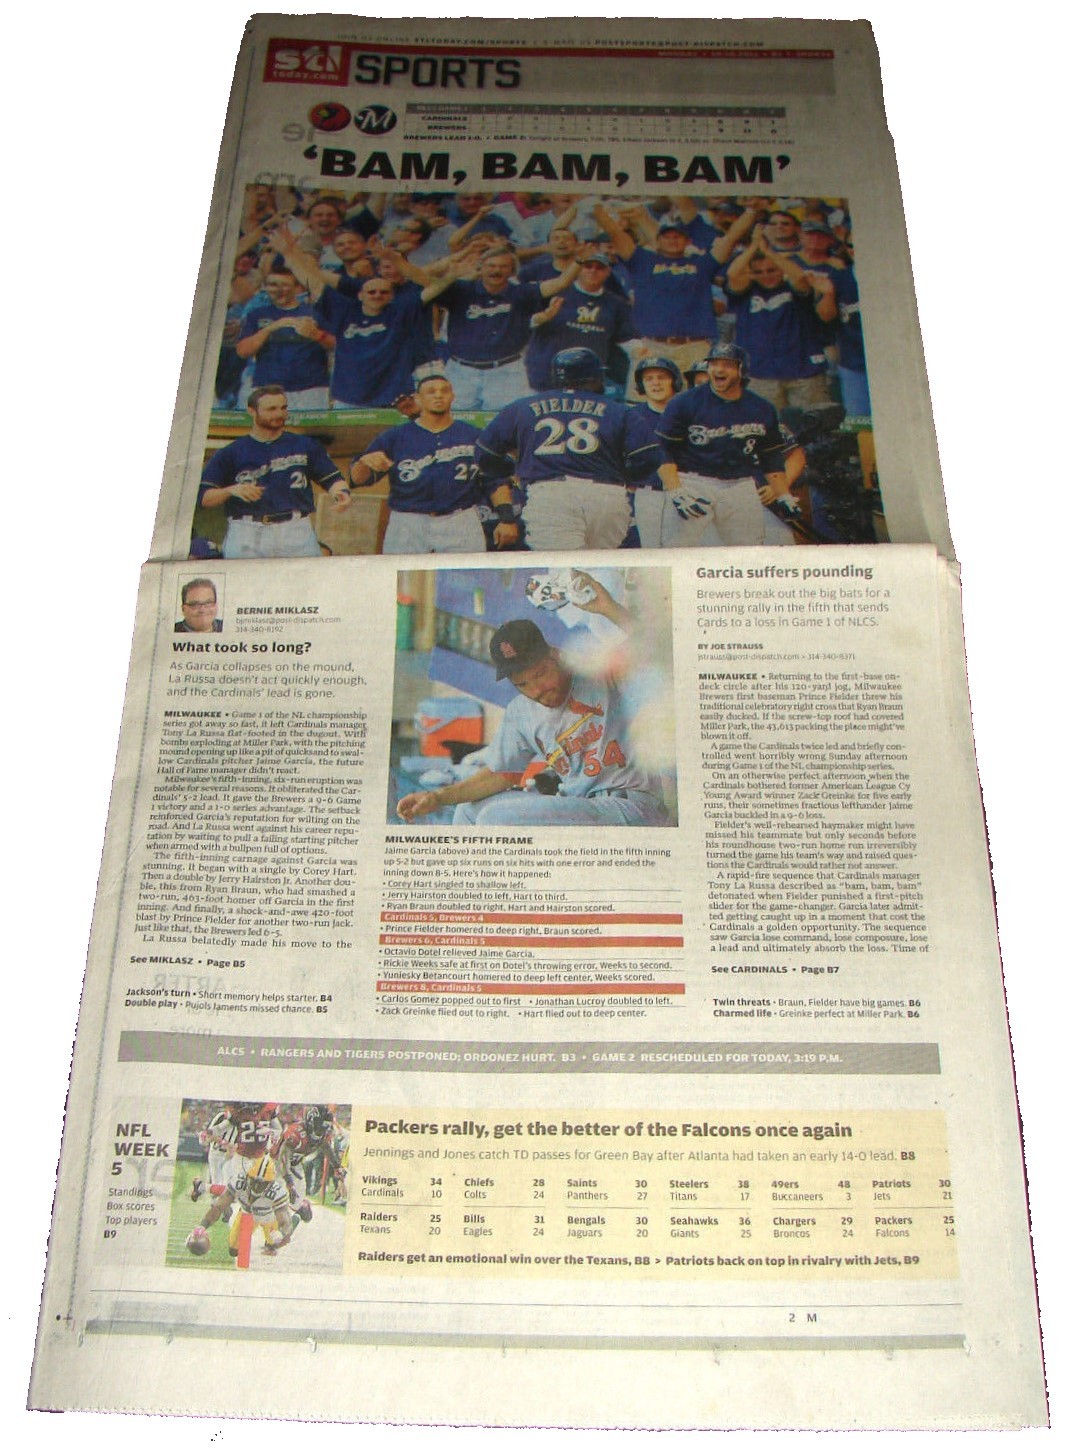 JOIN US ONLINE STLTODAY.COM/SPORTS • E-MAIL US POSTSPORTS@POST-DISPATCH.COM
stl
today.com
SPORTS
M
CARDINALS
BREWERS
BREWERS LEAD 1-0 • GAME 2:
‘BAM, BAM, BAM’
FIELDER
28
Brewers
27
Brewers
8
BERNIE MIKLASZ
bjmiklasz@post-dispatch.com
314-340-8192
What took so long?
As Garcia collapses on the mound,
La Russa doesn't act quickly enough,
and the Cardinals' lead is gone.
MILWAUKEE • Game 1 of the NL championship
series got away so fast, it left Cardinals manager
Tony La Russa flat-footed in the dugout. With
bombs exploding at Miller Park, with the pitching
mound opening up like a pit of quicksand to swal-
low Cardinals pitcher Jaime Garcia, the future
Hall of Fame manager didn't react.
Milwaukee's fifth-inning, six-run eruption was
notable for several reasons. It obliterated the Car-
dinals' 5-2 lead. It gave the Brewers a 9-6 Game
1 victory and a 1-0 series advantage. The setback
reinforced Garcia's reputation for wilting on the
road. And La Russa went against his career repu-
tation by waiting to pull a failing starting pitcher
when armed with a bullpen full of options.
The fifth-inning carnage against Garcia was
stunning. It began with a single by Corey Hart.
Then a double by Jerry Hairston Jr. Another dou-
ble, this from Ryan Braun, who had smashed a
two-run, 463-foot homer off Garcia in the first
inning. And finally, a shock-and-awe 420-foot
blast by Prince Fielder for another two-run jack.
Just like that, the Brewers led 6-5.
La Russa belatedly made his move to the
See MIKLASZ • Page B5
Jackson's turn • Short memory helps starter. B4
Double play • Pujols laments missed chance. B5
Cardinals
54
MILWAUKEE'S FIFTH FRAME
Jaime Garcia (above) and the Cardinals took the field in the fifth inning
up 5-2 but gave up six runs on six hits with one error and ended the
inning down 8-5. Here's how it happened:
• Corey Hart singled to shallow left.
• Jerry Hairston doubled to left, Hart to third.
• Ryan Braun doubled to right, Hart and Hairston scored.
Cardinals 5, Brewers 4
• Prince Fielder homered to deep right, Braun scored.
Brewers 6, Cardinals 5
• Octavio Dotel relieved Jaime Garcia.
• Rickie Weeks safe at first on Dotel's throwing error, Weeks to second.
• Yuniesky Betancourt homered to deep left center, Weeks scored.
Brewers 8, Cardinals 5
• Carlos Gomez popped out to first • Jonathan Lucroy doubled to left.
• Zack Greinke flied out to right. • Hart flied out to deep center.
Garcia suffers pounding
Brewers break out the big bats for a
stunning rally in the fifth that sends
Cards to a loss in Game 1 of NLCS.
BY JOE STRAUSS
jstrauss@post-dispatch.com > 314-340-8371
MILWAUKEE • Returning to the first-base on-
deck circle after his 120-yard jog, Milwaukee
Brewers first baseman Prince Fielder threw his
traditional celebratory right cross that Ryan Braun
easily ducked. If the screw-top roof had covered
Miller Park, the 43,613 packing the place might've
blown it off.
A game the Cardinals twice led and briefly con-
trolled went horribly wrong Sunday afternoon
during Game 1 of the NL championship series.
On an otherwise perfect afternoon when the
Cardinals bothered former American League Cy
Young Award winner Zack Greinke for five early
runs, their sometimes fractious lefthander Jaime
Garcia buckled in a 9-6 loss.
Fielder's well-rehearsed haymaker might have
missed his teammate but only seconds before
his roundhouse two-run home run irreversibly
turned the game his team's way and raised ques-
tions the Cardinals would rather not answer.
A rapid-fire sequence that Cardinals manager
Tony La Russa described as "bam, bam, bam"
detonated when Fielder punished a first-pitch
slider for the game-changer. Garcia later admit-
ted getting caught up in a moment that cost the
Cardinals a golden opportunity. The sequence
saw Garcia lose command, lose composure, lose
a lead and ultimately absorb the loss. Time of
See CARDINALS • Page B7
Twin threats • Braun, Fielder have big games. B6
Charmed life • Greinke perfect at Miller Park. B6
ALCS • RANGERS AND TIGERS POSTPONED; ORDONEZ HURT. B3 • GAME 2 RESCHEDULED FOR TODAY, 3:19 P.M.
NFL
WEEK
5
Standings
Box scores
Top players
B9
Packers rally, get the better of the Falcons once again
Jennings and Jones catch TD passes for Green Bay after Atlanta had taken an early 14-0 lead. B8
Vikings 34 Chiefs 28 Saints 30 Steelers 38 49ers 48 Patriots 30
Cardinals 10 Colts 24 Panthers 27 Titans 17 Buccaneers 3 Jets 21
Raiders 25 Bills 31 Bengals 30 Seahawks 36 Chargers 29 Packers 25
Texans 20 Eagles 24 Jaguars 20 Giants 25 Broncos 24 Falcons 14
Raiders get an emotional win over the Texans, B8 > Patriots back on top in rivalry with Jets, B9
2 M